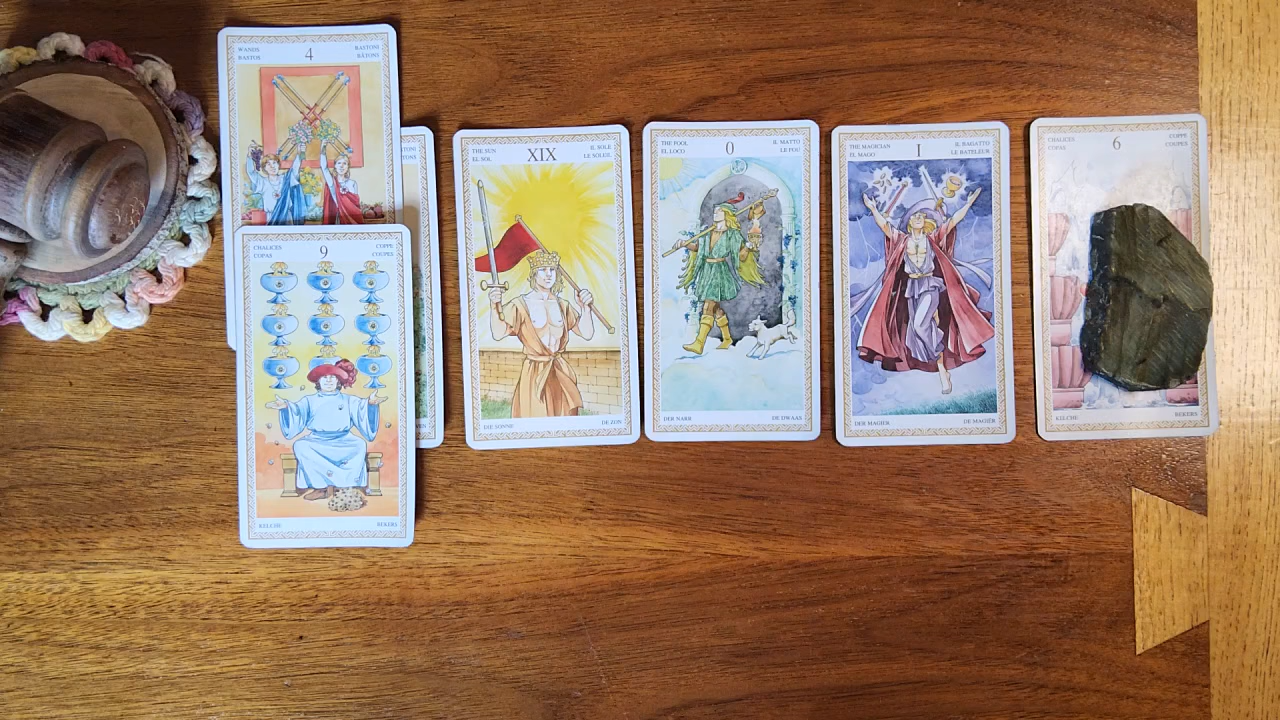 WANDS
BASTOS
4
BASTONI
BÂTONS
CHALICES
COPAS
9
COPPE
COUPES
KELCHE
BEKERS
THE SUN
EL SOL
XIX
IL SOLE
LE SOLEIL
DIE SONNE
DE ZON
THE FOOL
EL LOCO
0
IL MATTO
LE FOU
DER NARR
DE DWAAS
THE MAGICIAN
EL MAGO
I
IL BAGATTO
LE BATELEUR
DER MAGIER
DE MAGIËR
CHALICES
COPAS
6
COPPE
COUPES
KELCHE
BEKERS